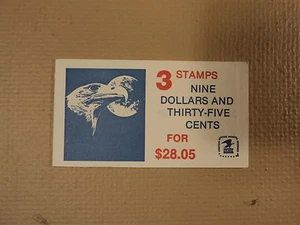 3 STAMPS
NINE
DOLLARS AND
THIRTY-FIVE
CENTS
FOR
$28.05